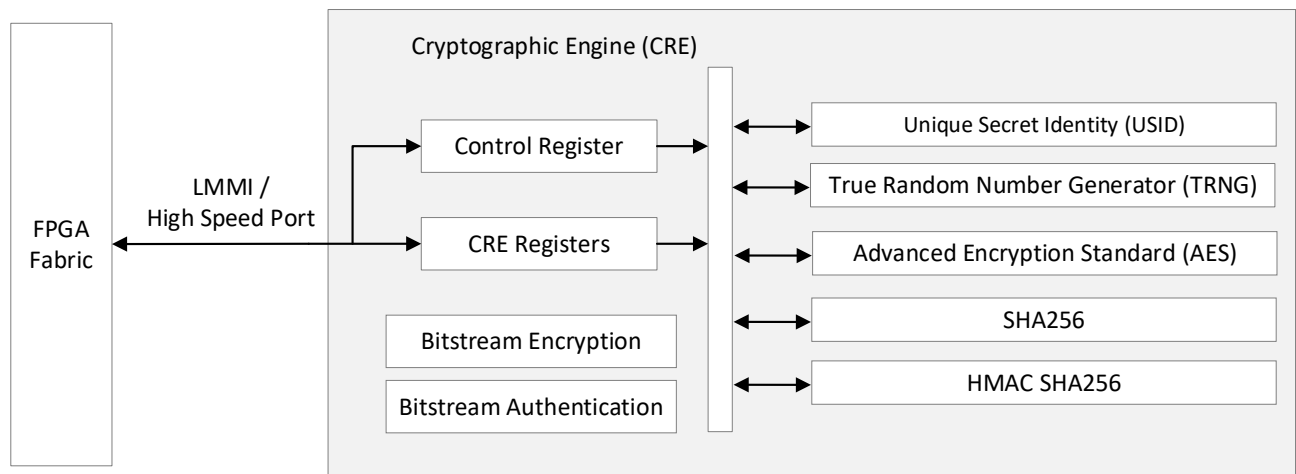 Cryptographic Engine (CRE)
FPGA
Fabric
LMMI /
High Speed Port
Control Register
CRE Registers
Bitstream Encryption
Bitstream Authentication
Unique Secret Identity (USID)
True Random Number Generator (TRNG)
Advanced Encryption Standard (AES)
SHA256
HMAC SHA256